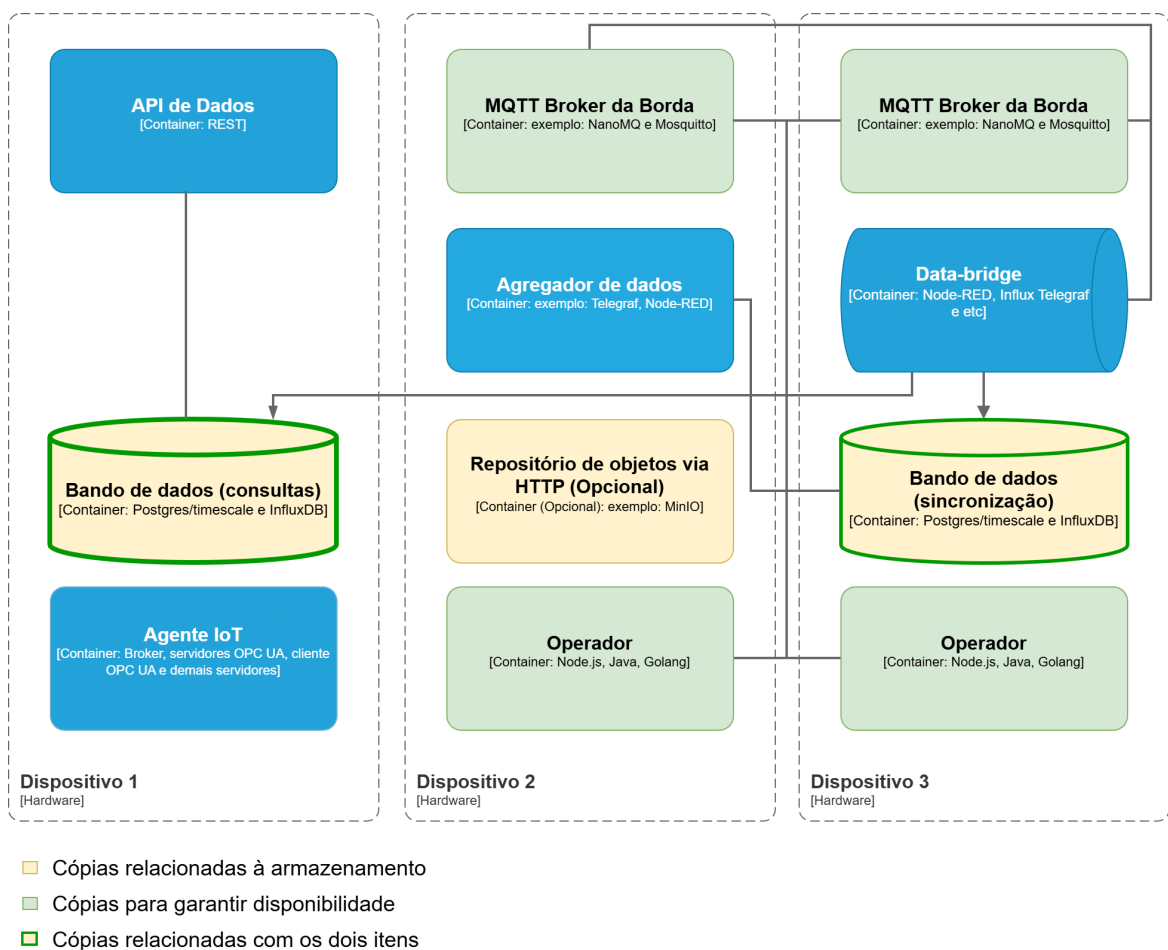 API de Dados
[Container: REST]
Bando de dados (consultas)
[Container: Postgres/timescale e InfluxDB]
Agente IoT
[Container: Broker, servidores OPC UA, cliente
OPC UA e demais servidores]
Dispositivo 1
[Hardware]
MQTT Broker da Borda
[Container: exemplo: NanoMQ e Mosquitto]
Agregador de dados
[Container: exemplo: Telegraf, Node-RED]
Repositório de objetos via
HTTP (Opcional)
[Container (Opcional): exemplo: MinIO]
Operador
[Container: Node.js, Java, Golang]
Dispositivo 2
[Hardware]
MQTT Broker da Borda
[Container: exemplo: NanoMQ e Mosquitto]
Data-bridge
[Container: Node-RED, Influx Telegraf
e etc]
Bando de dados
(sincronização)
[Container: Postgres/timescale e InfluxDB]
Operador
[Container: Node.js, Java, Golang]
Dispositivo 3
[Hardware]
Cópias relacionadas à armazenamento
Cópias para garantir disponibilidade
Cópias relacionadas com os dois itens